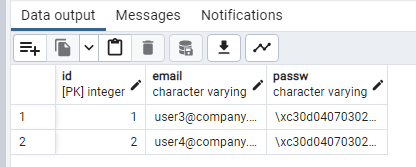 Data output Messages Notifications
id email passw
[PK] integer character varying character varying
1 1 user3@company.... \xc30d04070302...
2 2 user4@company.... \xc30d04070302...